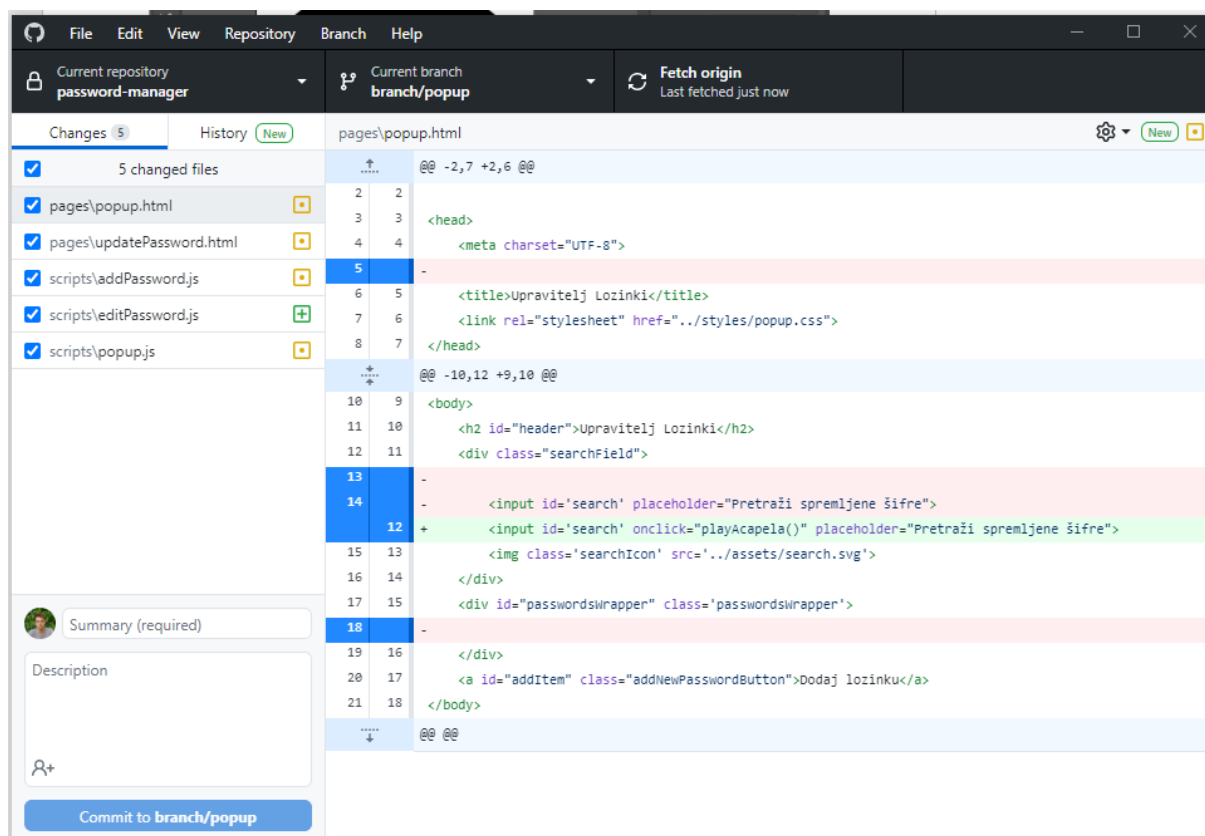 File Edit View Repository Branch Help
Current repository
password-manager
Current branch
branch/popup
Fetch origin
Last fetched just now
Changes 5 History New
5 changed files
pages\popup.html
pages\updatePassword.html
scripts\addPassword.js
scripts\editPassword.js
scripts\popup.js
Summary (required)
Description
Commit to branch/popup
pages\popup.html New
@@ -2,7 +2,6 @@
2 2
3 3 <head>
4 4 <meta charset="UTF-8">
5 -
6 5 <title>Upravitelj Lozinki</title>
7 6 <link rel="stylesheet" href="../styles/popup.css">
8 7 </head>
@@ -10,12 +9,10 @@
10 9 <body>
11 10 <h2 id="header">Upravitelj Lozinki</h2>
12 11 <div class="searchField">
13 -
14 - <input id='search' placeholder="Pretraži spremljene šifre">
12 + <input id='search' onclick="playAcapela()" placeholder="Pretraži spremljene šifre">
15 13 <img class='searchIcon' src='../assets/search.svg'>
16 14 </div>
17 15 <div id="passwordsWrapper" class='passwordsWrapper'>
18 -
19 16 </div>
20 17 <a id="addItem" class="addNewPasswordButton">Dodaj lozinku</a>
21 18 </body>
@@ @@